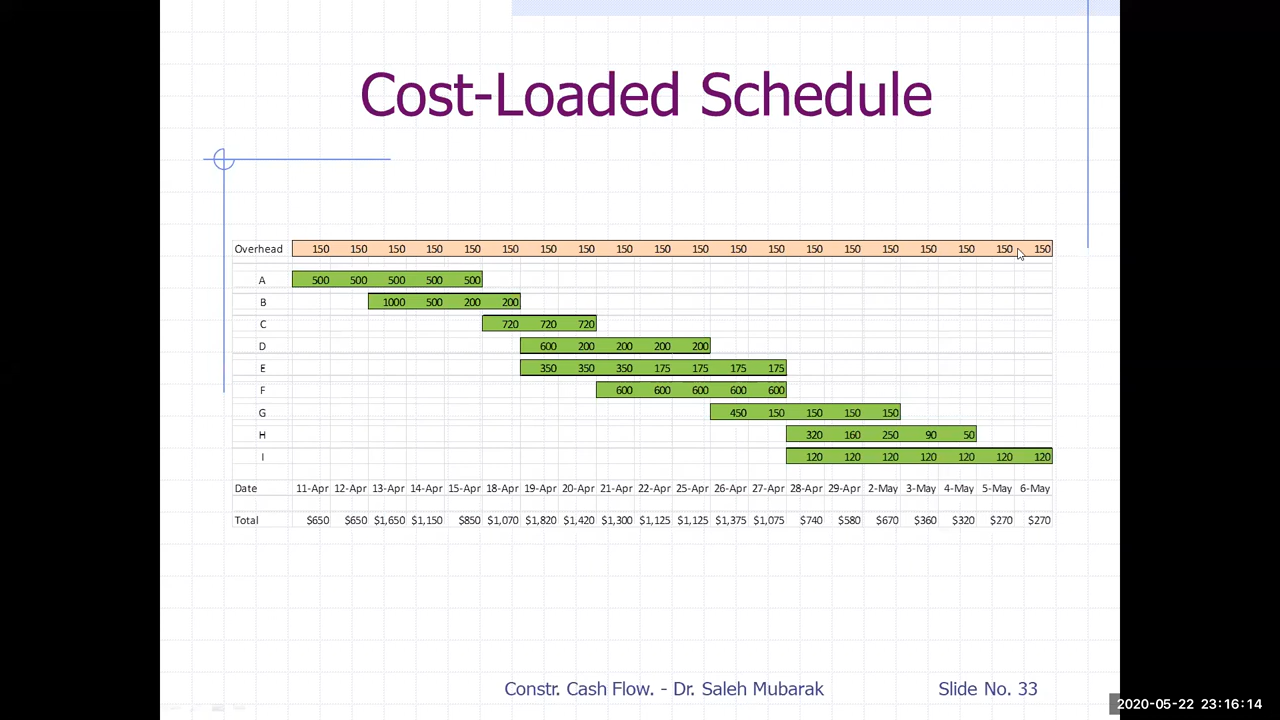 Cost-Loaded Schedule
Overhead 150 150 150 150 150 150 150 150 150 150 150 150 150 150 150 150 150 150 150 150
A 500 500 500 500 500
B 1000 500 200 200
C 720 720 720
D 600 200 200 200 200
E 350 350 350 175 175 175 175
F 600 600 600 600 600
G 450 150 150 150 150
H 320 160 250 90 50
I 120 120 120 120 120 120 120
Date 11-Apr 12-Apr 13-Apr 14-Apr 15-Apr 18-Apr 19-Apr 20-Apr 21-Apr 22-Apr 25-Apr 26-Apr 27-Apr 28-Apr 29-Apr 2-May 3-May 4-May 5-May 6-May
Total $650 $650 $1,650 $1,150 $850 $1,070 $1,820 $1,420 $1,300 $1,125 $1,125 $1,375 $1,075 $740 $580 $670 $360 $320 $270 $270
Constr. Cash Flow. - Dr. Saleh Mubarak Slide No. 33
2020-05-22 23:16:14